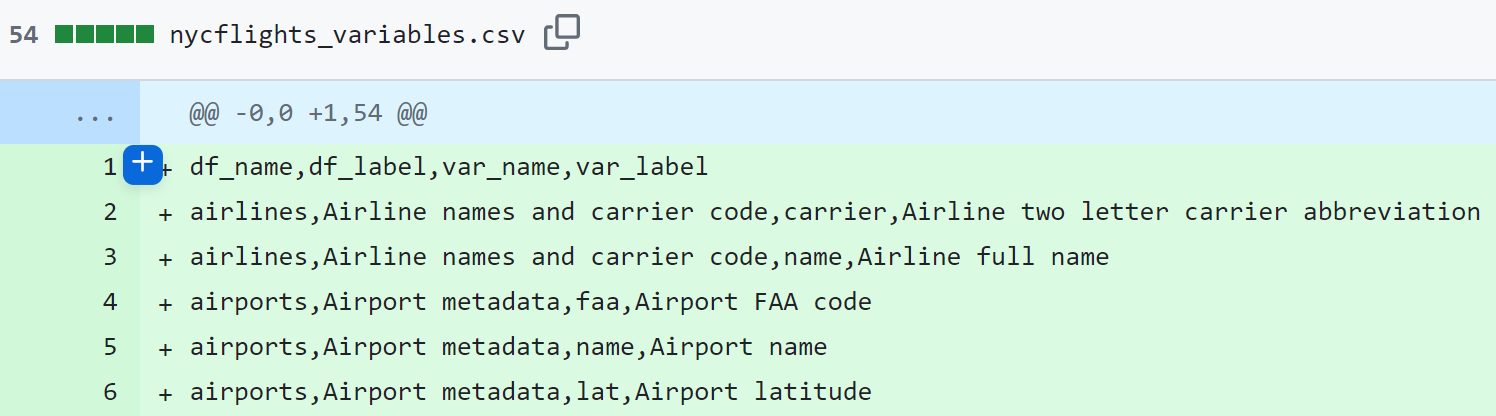 54 nycflights_variables.csv
... @@ -0,0 +1,54 @@
1 + df_name,df_label,var_name,var_label
2 + airlines,Airline names and carrier code,carrier,Airline two letter carrier abbreviation
3 + airlines,Airline names and carrier code,name,Airline full name
4 + airports,Airport metadata,faa,Airport FAA code
5 + airports,Airport metadata,name,Airport name
6 + airports,Airport metadata,lat,Airport latitude